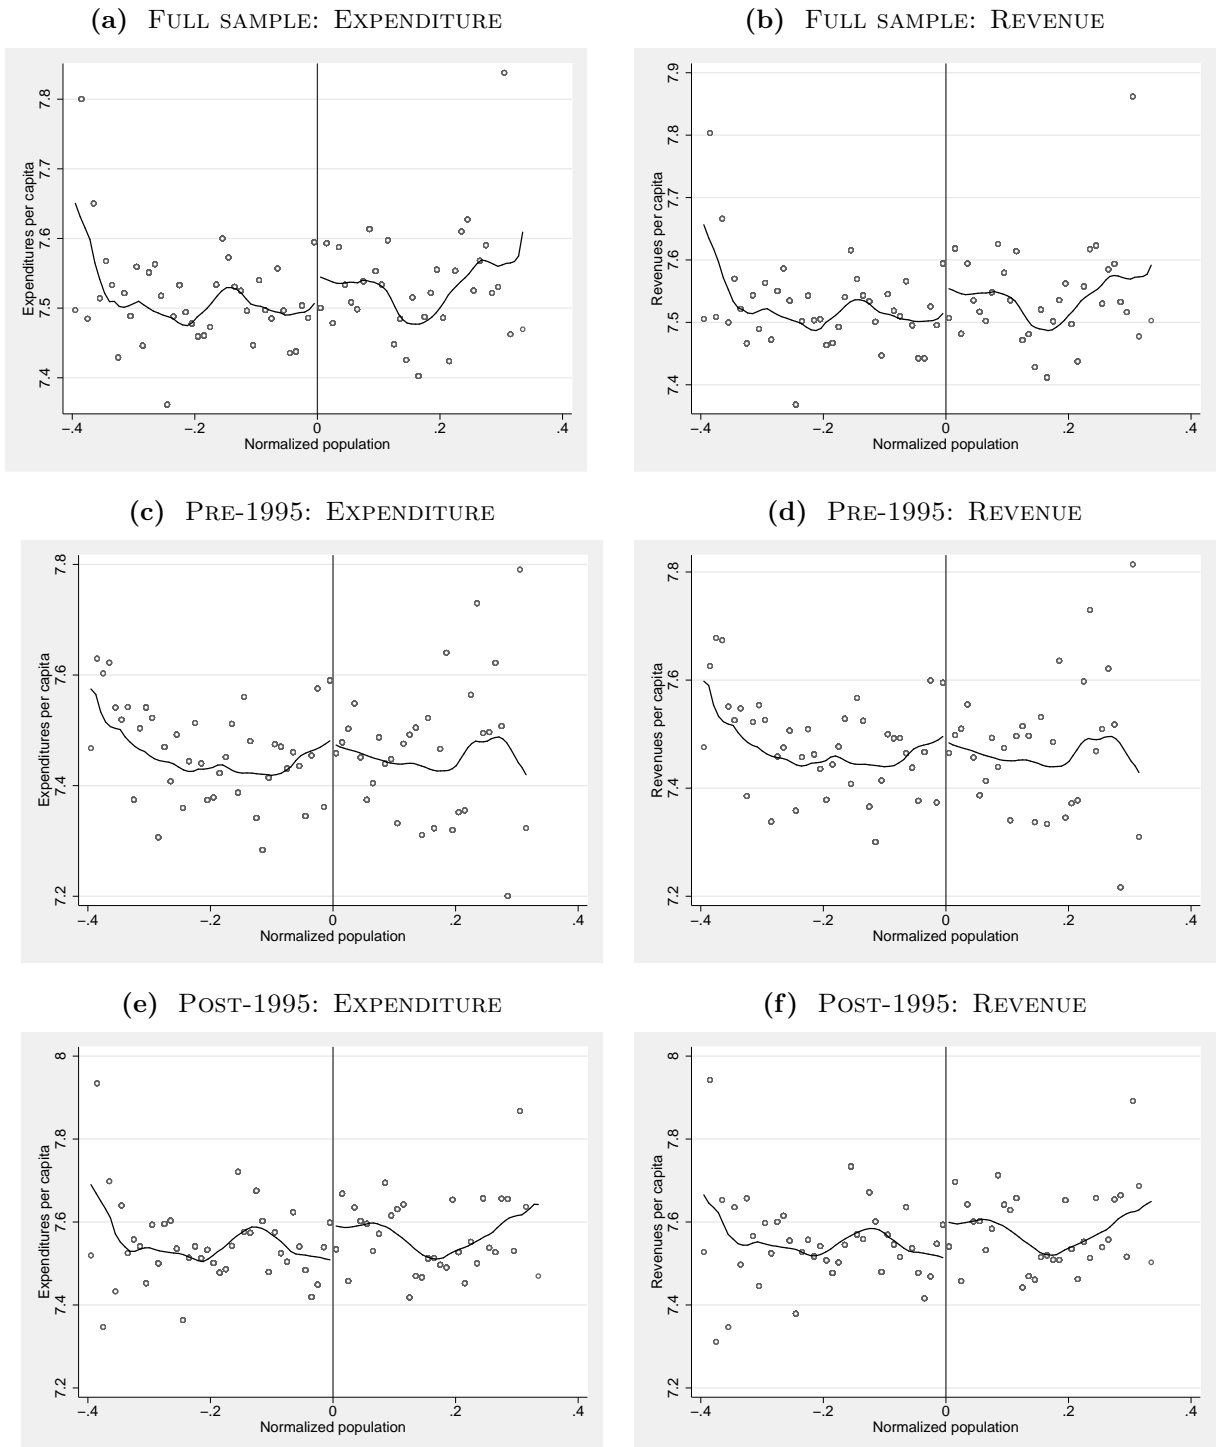 (a) FULL SAMPLE: EXPENDITURE
Expenditures per capita
7.8
7.7
7.6
7.5
7.4
-.4 -.2 0 .2 .4
Normalized population
(b) FULL SAMPLE: REVENUE
Revenues per capita
7.9
7.8
7.7
7.6
7.5
7.4
-.4 -.2 0 .2 .4
Normalized population
(c) PRE-1995: EXPENDITURE
Expenditures per capita
7.8
7.6
7.4
7.2
-.4 -.2 0 .2 .4
Normalized population
(d) PRE-1995: REVENUE
Revenues per capita
7.8
7.6
7.4
7.2
-.4 -.2 0 .2 .4
Normalized population
(e) POST-1995: EXPENDITURE
Expenditures per capita
8
7.8
7.6
7.4
7.2
-.4 -.2 0 .2 .4
Normalized population
(f) POST-1995: REVENUE
Revenues per capita
8
7.8
7.6
7.4
7.2
-.4 -.2 0 .2 .4
Normalized population